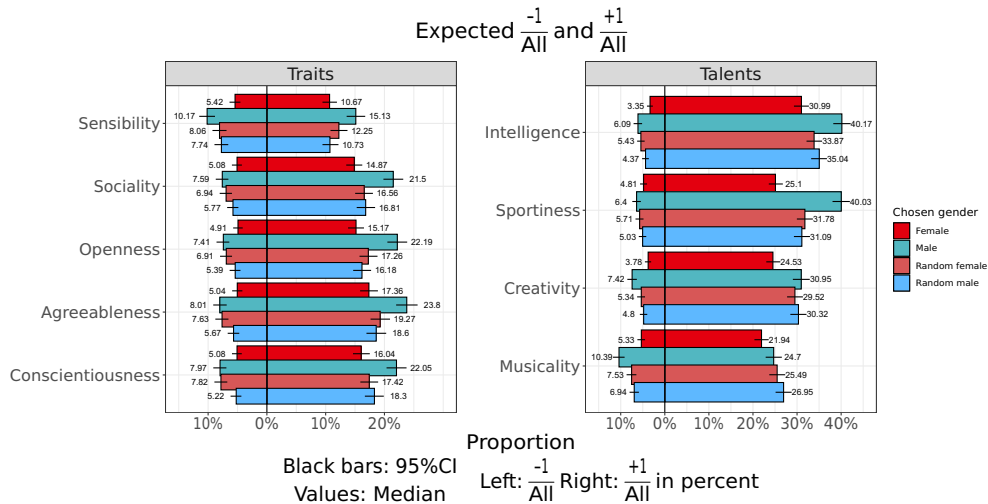 Expected −1/All and +1/All
Traits
Talents
Sensibility
5.42 10.67
10.17 15.13
8.06 12.25
7.74 10.73
Sociality
5.08 14.87
7.59 21.5
6.94 16.56
5.77 16.81
Openness
4.91 15.17
7.41 22.19
6.91 17.26
5.39 16.18
Agreeableness
5.04 17.36
8.01 23.8
7.63 19.27
5.67 18.6
Conscientiousness
5.08 16.04
7.97 22.05
7.82 17.42
5.22 18.3
10% 0% 10% 20%
Intelligence
3.35 30.99
6.09 40.17
5.43 33.87
4.37 35.04
Sportiness
4.81 25.1
6.4 40.03
5.71 31.78
5.03 31.09
Creativity
3.78 24.53
7.42 30.95
5.34 29.52
4.8 30.32
Musicality
5.33 21.94
10.39 24.7
7.53 25.49
6.94 26.95
10% 0% 10% 20% 30% 40%
Chosen gender
Female
Male
Random female
Random male
Proportion
Black bars: 95%CI
Values: Median
Left: −1/All Right: +1/All in percent